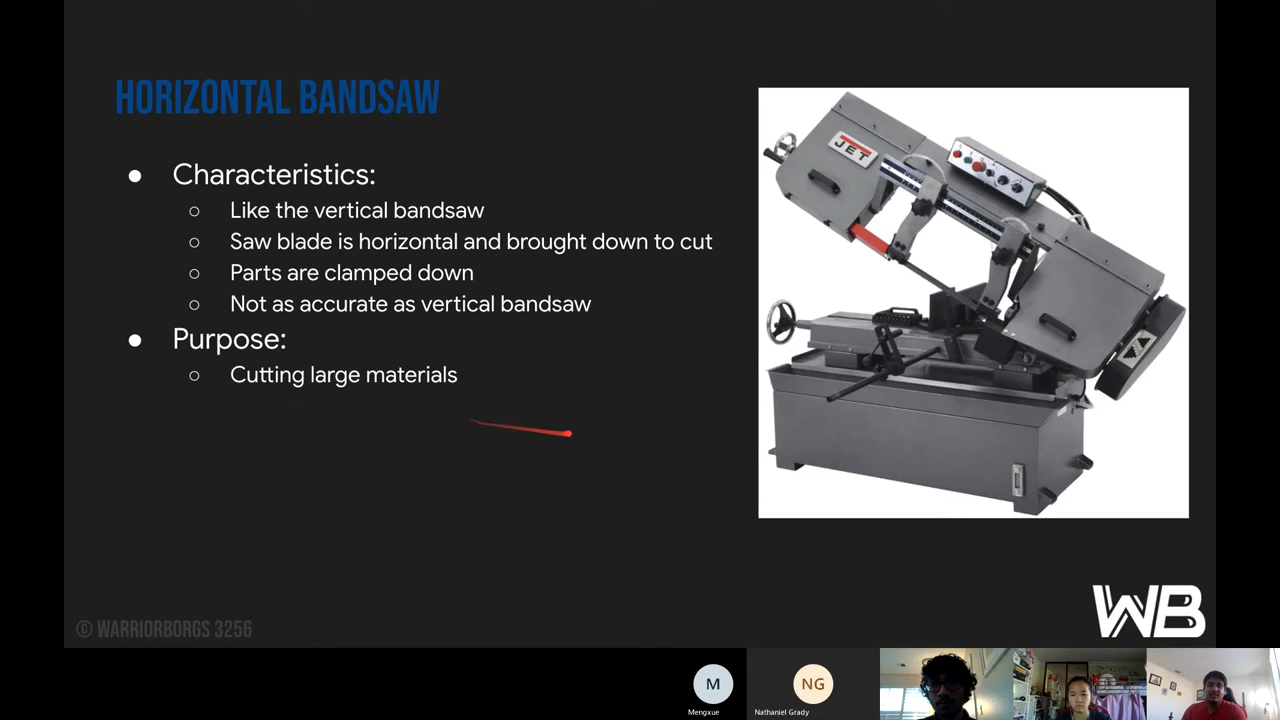 HORIZONTAL BANDSAW
● Characteristics:
○ Like the vertical bandsaw
○ Saw blade is horizontal and brought down to cut
○ Parts are clamped down
○ Not as accurate as vertical bandsaw
● Purpose:
○ Cutting large materials
JET
© WARRIORBORGS 3256
WB
M
NG
Mengxue
Nathaniel Grady